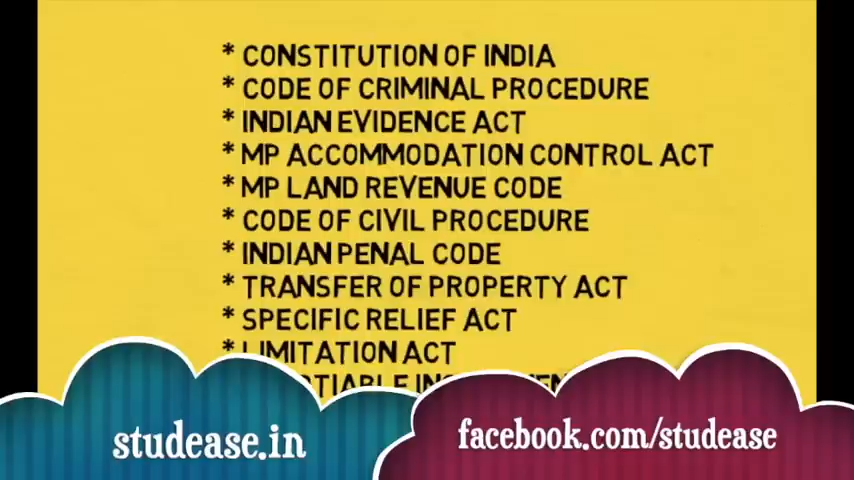 * CONSTITUTION OF INDIA
* CODE OF CRIMINAL PROCEDURE
* INDIAN EVIDENCE ACT
* MP ACCOMMODATION CONTROL ACT
* MP LAND REVENUE CODE
* CODE OF CIVIL PROCEDURE
* INDIAN PENAL CODE
* TRANSFER OF PROPERTY ACT
* SPECIFIC RELIEF ACT
* LIMITATION ACT
studease.in
facebook.com/studease